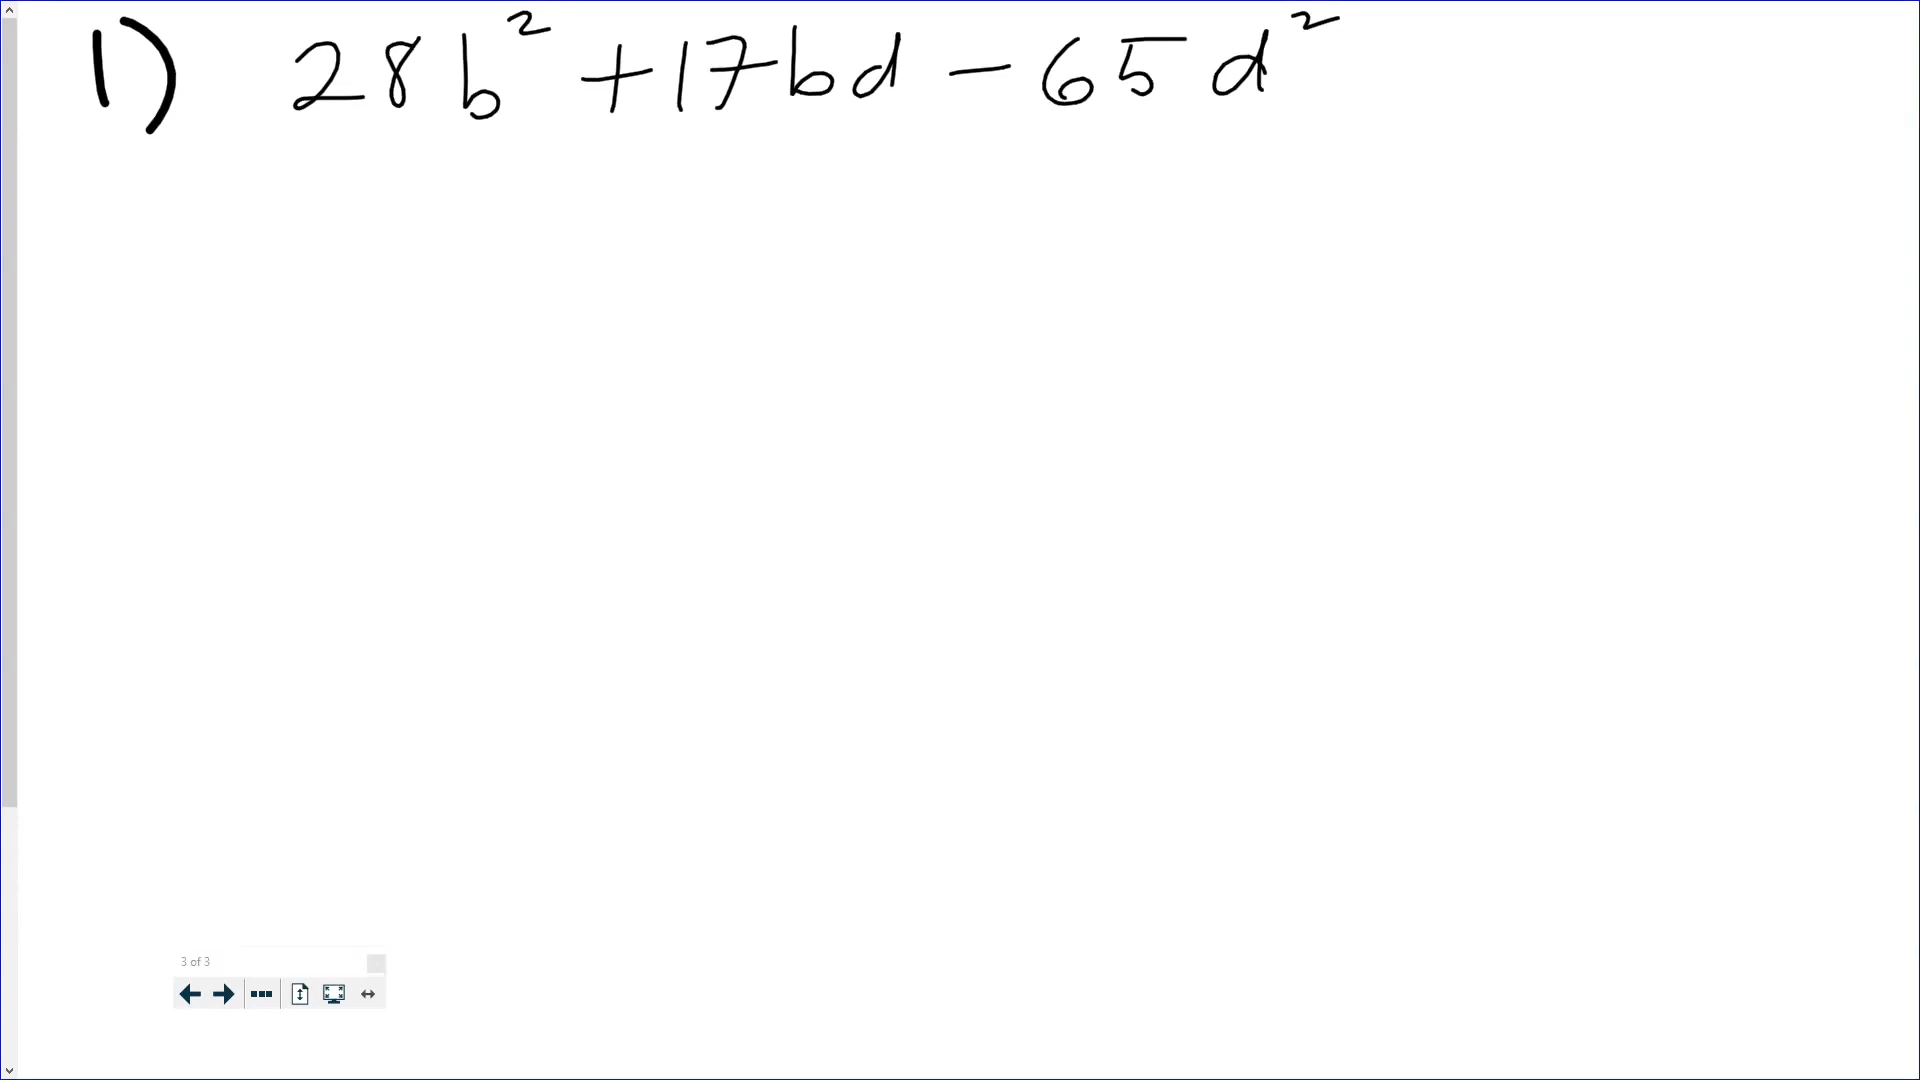 1) 28b² +17bd - 65d²
3 of 3